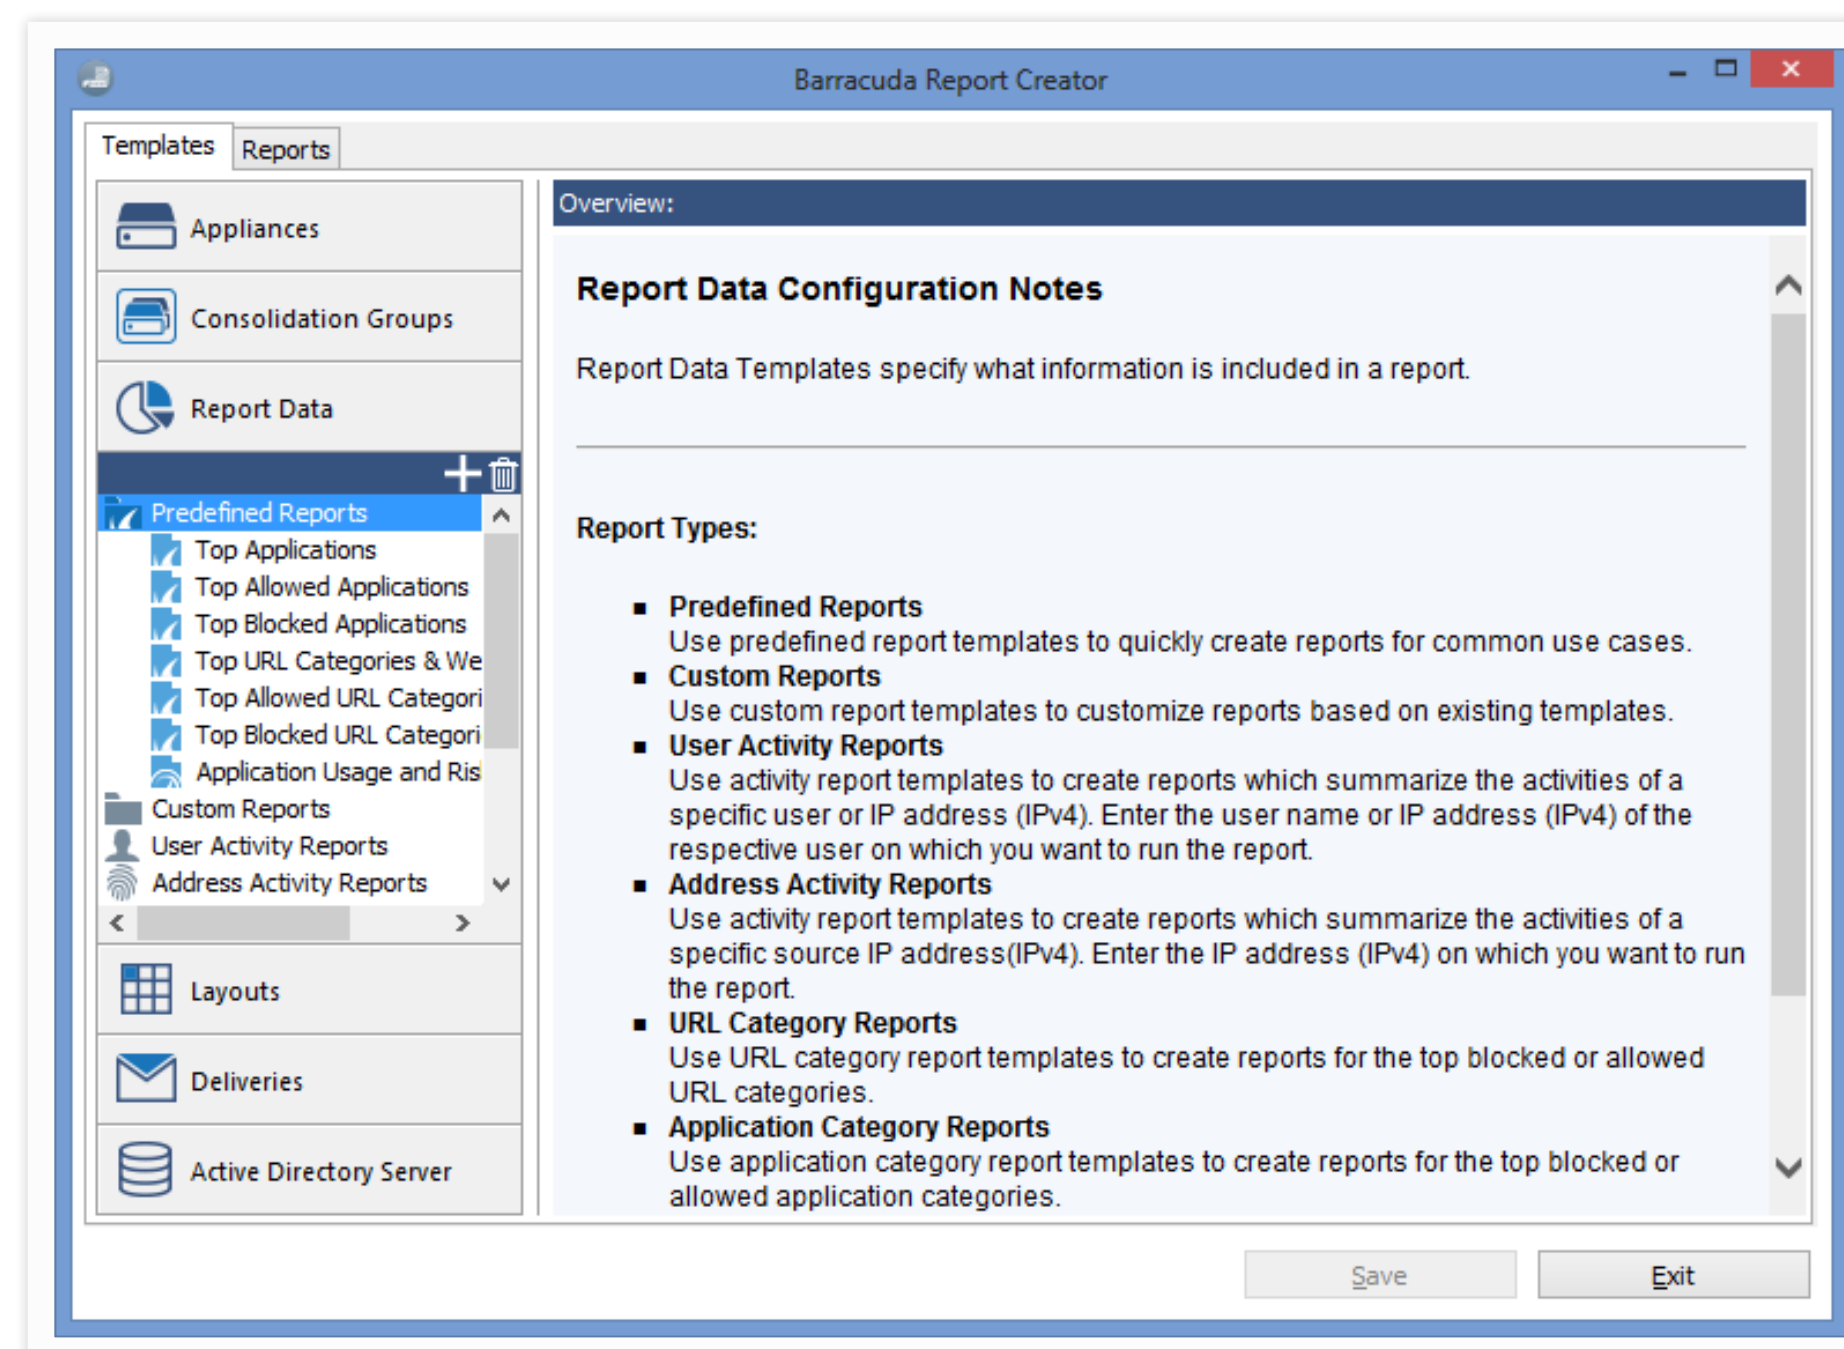 Barracuda Report Creator
Templates
Reports
Appliances
Consolidation Groups
Report Data
Predefined Reports
Top Applications
Top Allowed Applications
Top Blocked Applications
Top URL Categories & We
Top Allowed URL Categori
Top Blocked URL Categori
Application Usage and Ris
Custom Reports
User Activity Reports
Address Activity Reports
Layouts
Deliveries
Active Directory Server
Overview:
Report Data Configuration Notes
Report Data Templates specify what information is included in a report.
Report Types:
Predefined Reports
Use predefined report templates to quickly create reports for common use cases.
Custom Reports
Use custom report templates to customize reports based on existing templates.
User Activity Reports
Use activity report templates to create reports which summarize the activities of a
specific user or IP address (IPv4). Enter the user name or IP address (IPv4) of the
respective user on which you want to run the report.
Address Activity Reports
Use activity report templates to create reports which summarize the activities of a
specific source IP address(IPv4). Enter the IP address (IPv4) on which you want to run
the report.
URL Category Reports
Use URL category report templates to create reports for the top blocked or allowed
URL categories.
Application Category Reports
Use application category report templates to create reports for the top blocked or
allowed application categories.
Save
Exit